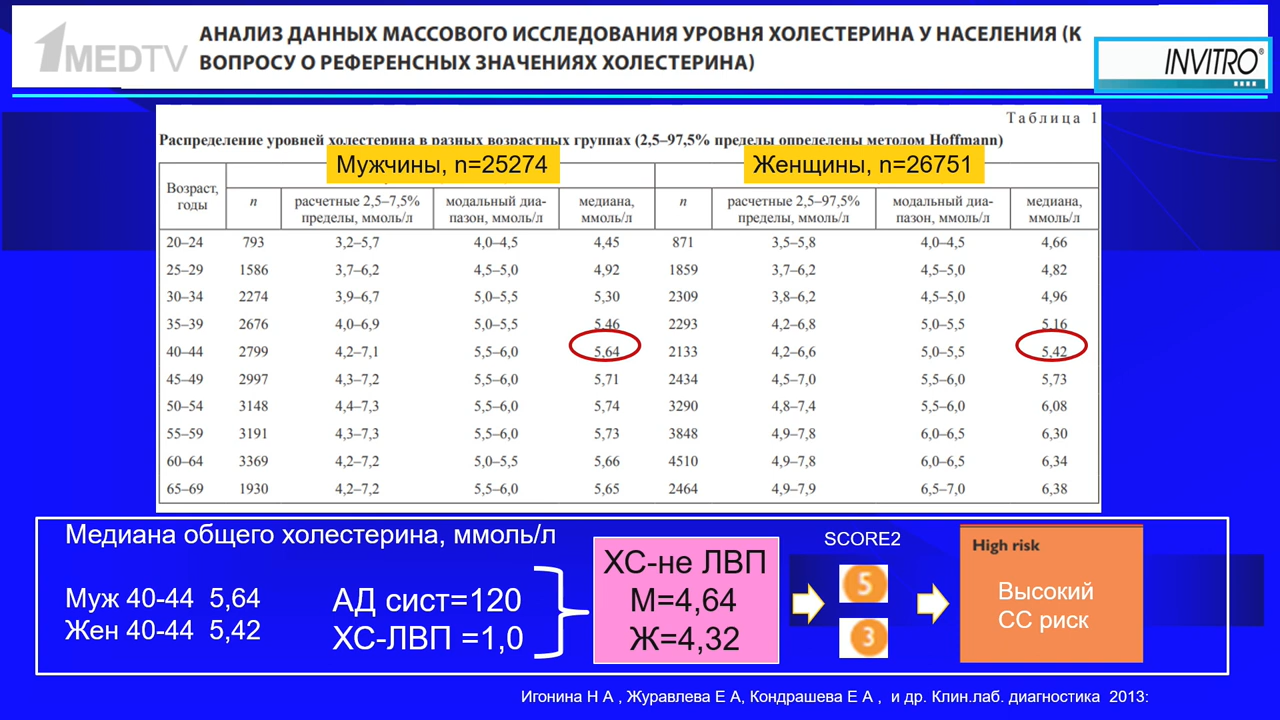 1MEDTV
АНАЛИЗ ДАННЫХ МАССОВОГО ИССЛЕДОВАНИЯ УРОВНЯ ХОЛЕСТЕРИНА У НАСЕЛЕНИЯ (К
ВОПРОСУ О РЕФЕРЕНСНЫХ ЗНАЧЕНИЯХ ХОЛЕСТЕРИНА)
INVITRO®
Таблица 1
Распределение уровней холестерина в разных возрастных группах (2,5–97,5% пределы определены методом Hoffmann)
Мужчины, n=25274 Женщины, n=26751
Возраст, годы n расчетные 2,5–7,5% пределы, ммоль/л модальный диапазон, ммоль/л медиана, ммоль/л n расчетные 2,5–97,5% пределы, ммоль/л модальный диапазон, ммоль/л медиана, ммоль/л
20–24 793 3,2–5,7 4,0–4,5 4,45 871 3,5–5,8 4,0–4,5 4,66
25–29 1586 3,7–6,2 4,5–5,0 4,92 1859 3,7–6,2 4,5–5,0 4,82
30–34 2274 3,9–6,7 5,0–5,5 5,30 2309 3,8–6,2 4,5–5,0 4,96
35–39 2676 4,0–6,9 5,0–5,5 5,46 2293 4,2–6,8 5,0–5,5 5,16
40–44 2799 4,2–7,1 5,5–6,0 5,64 2133 4,2–6,6 5,0–5,5 5,42
45–49 2997 4,3–7,2 5,5–6,0 5,71 2434 4,5–7,0 5,5–6,0 5,73
50–54 3148 4,4–7,3 5,5–6,0 5,74 3290 4,8–7,4 5,5–6,0 6,08
55–59 3191 4,3–7,3 5,5–6,0 5,73 3848 4,9–7,8 6,0–6,5 6,30
60–64 3369 4,2–7,2 5,0–5,5 5,66 4510 4,9–7,8 6,0–6,5 6,34
65–69 1930 4,2–7,2 5,5–6,0 5,65 2464 4,9–7,9 6,5–7,0 6,38
Медиана общего холестерина, ммоль/л
Муж 40-44 5,64
Жен 40-44 5,42
АД сист=120
ХС-ЛВП =1,0
ХС-не ЛВП
М=4,64
Ж=4,32
SCORE2
5
3
High risk
Высокий
СС риск
Игонина Н А , Журавлева Е А, Кондрашева Е А , и др. Клин.лаб. диагностика 2013: